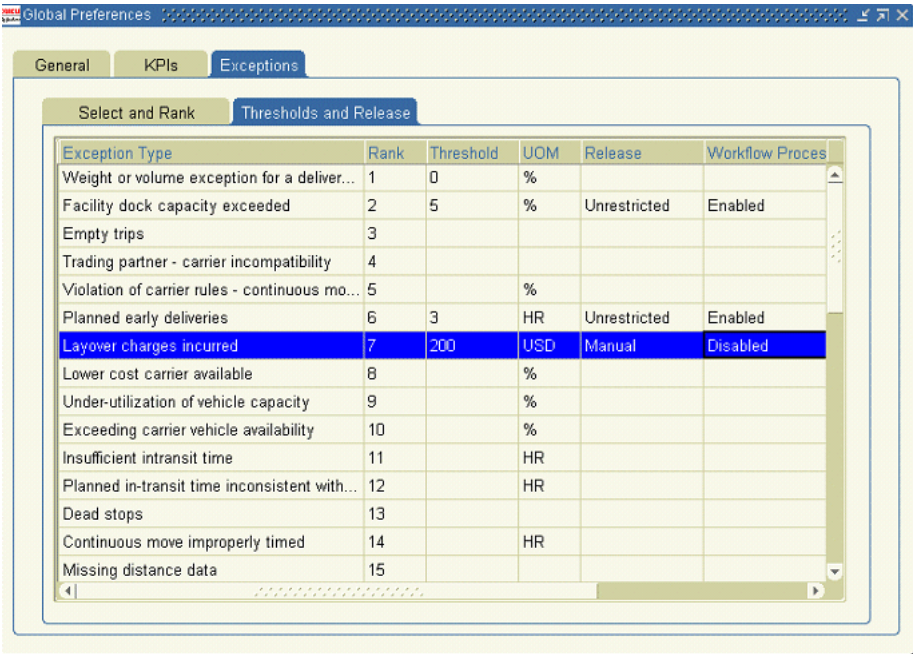 Global Preferences
General KPIs Exceptions
Select and Rank Thresholds and Release
Exception Type Rank Threshold UOM Release Workflow Proces
Weight or volume exception for a deliver... 1 0 %
Facility dock capacity exceeded 2 5 % Unrestricted Enabled
Empty trips 3
Trading partner - carrier incompatibility 4
Violation of carrier rules - continuous mo... 5 %
Planned early deliveries 6 3 HR Unrestricted Enabled
Layover charges incurred 7 200 USD Manual Disabled
Lower cost carrier available 8 %
Under-utilization of vehicle capacity 9 %
Exceeding carrier vehicle availability 10 %
Insufficient intransit time 11 HR
Planned in-transit time inconsistent with... 12 HR
Dead stops 13
Continuous move improperly timed 14 HR
Missing distance data 15